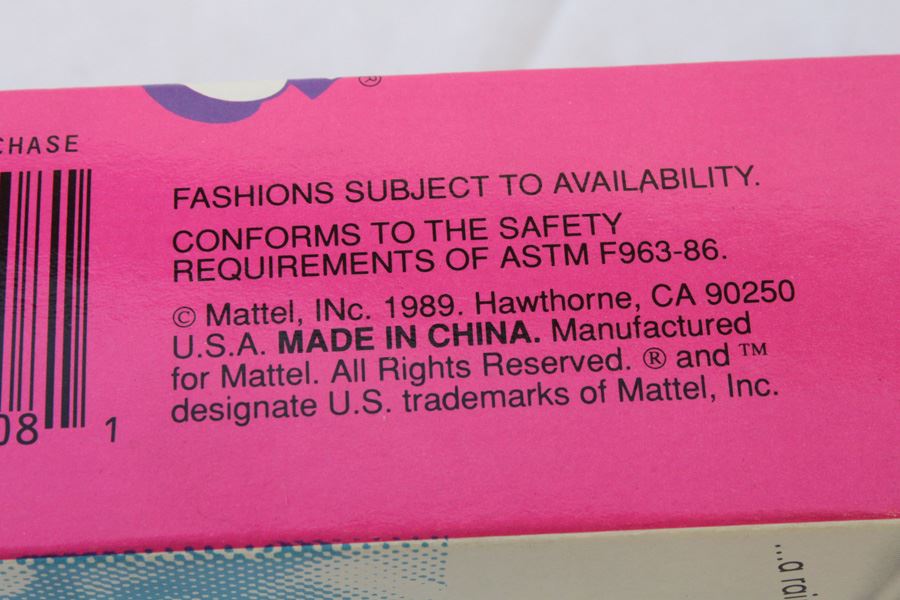 ®
FASHIONS SUBJECT TO AVAILABILITY.
CONFORMS TO THE SAFETY
REQUIREMENTS OF ASTM F963-86.
© Mattel, INc. 1989. Hawthorne, CA 90250
U.S.A. MADE IN CHINA. Manufactured
for Mattel. All Rights Reserved. ® and ™
designate U.S. trademarks of Mattel, Inc.
08 1
...a